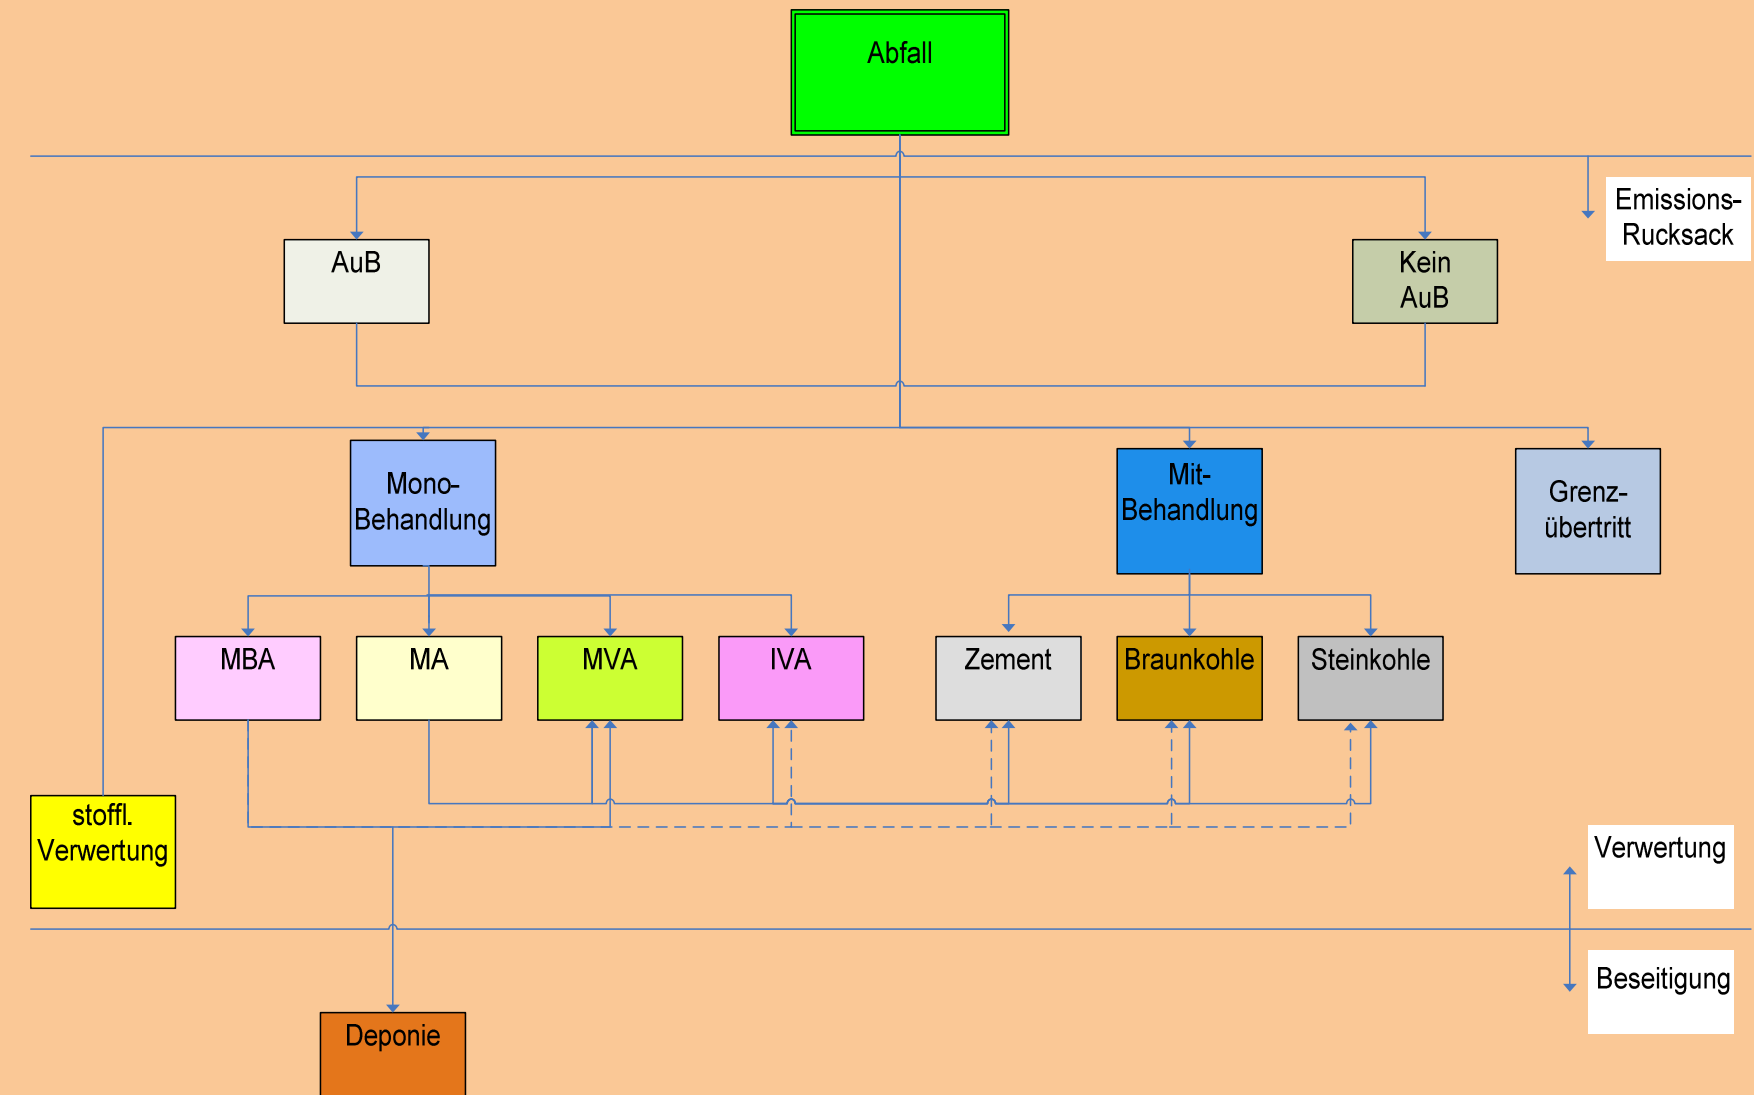 Abfall
Emissions-
Rucksack
AuB
Kein
AuB
Mono-
Behandlung
Mit-
Behandlung
Grenz-
übertritt
MBA
MA
MVA
IVA
Zement
Braunkohle
Steinkohle
stoffl.
Verwertung
Verwertung
Beseitigung
Deponie